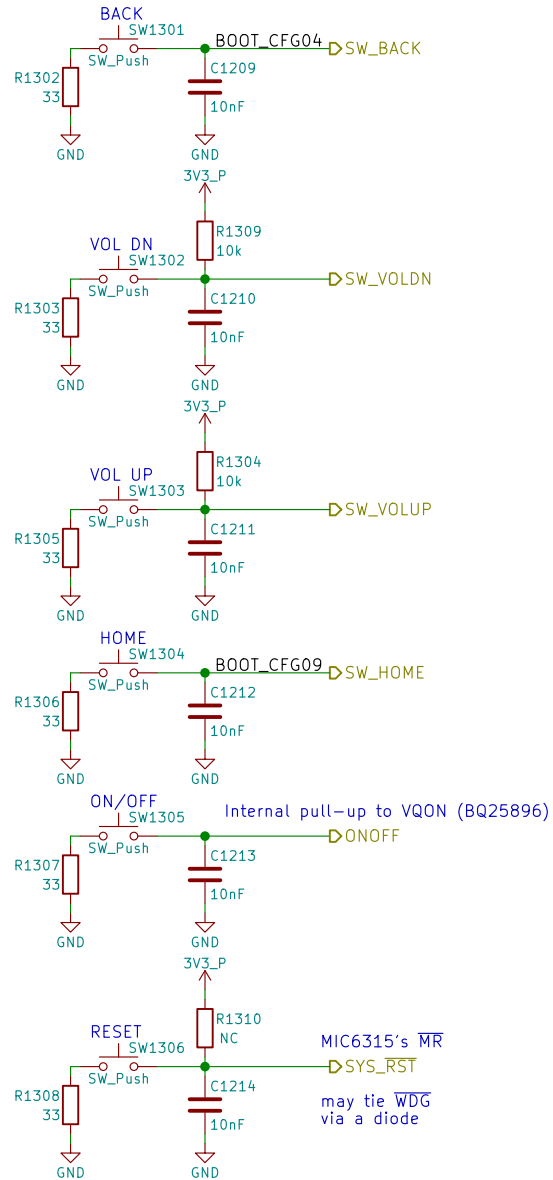 BACK
SW1301
BOOT_CFG04
SW_BACK
SW_Push
C1209
R1302
33
10nF
GND
GND
3V3_P
R1309
10k
VOL DN
SW1302
SW_VOLDN
SW_Push
C1210
R1303
33
10nF
GND
GND
3V3_P
R1304
10k
VOL UP
SW1303
SW_VOLUP
SW_Push
C1211
R1305
33
10nF
GND
GND
HOME
SW1304
BOOT_CFG09
SW_HOME
SW_Push
C1212
R1306
33
10nF
GND
GND
ON/OFF
SW1305
Internal pull-up to VQON (BQ25896)
ONOFF
SW_Push
C1213
R1307
33
10nF
GND
GND
3V3_P
R1310
NC
RESET
SW1306
MIC6315's MR
SYS_RST
SW_Push
C1214
R1308
33
10nF
may tie WDG
via a diode
GND
GND